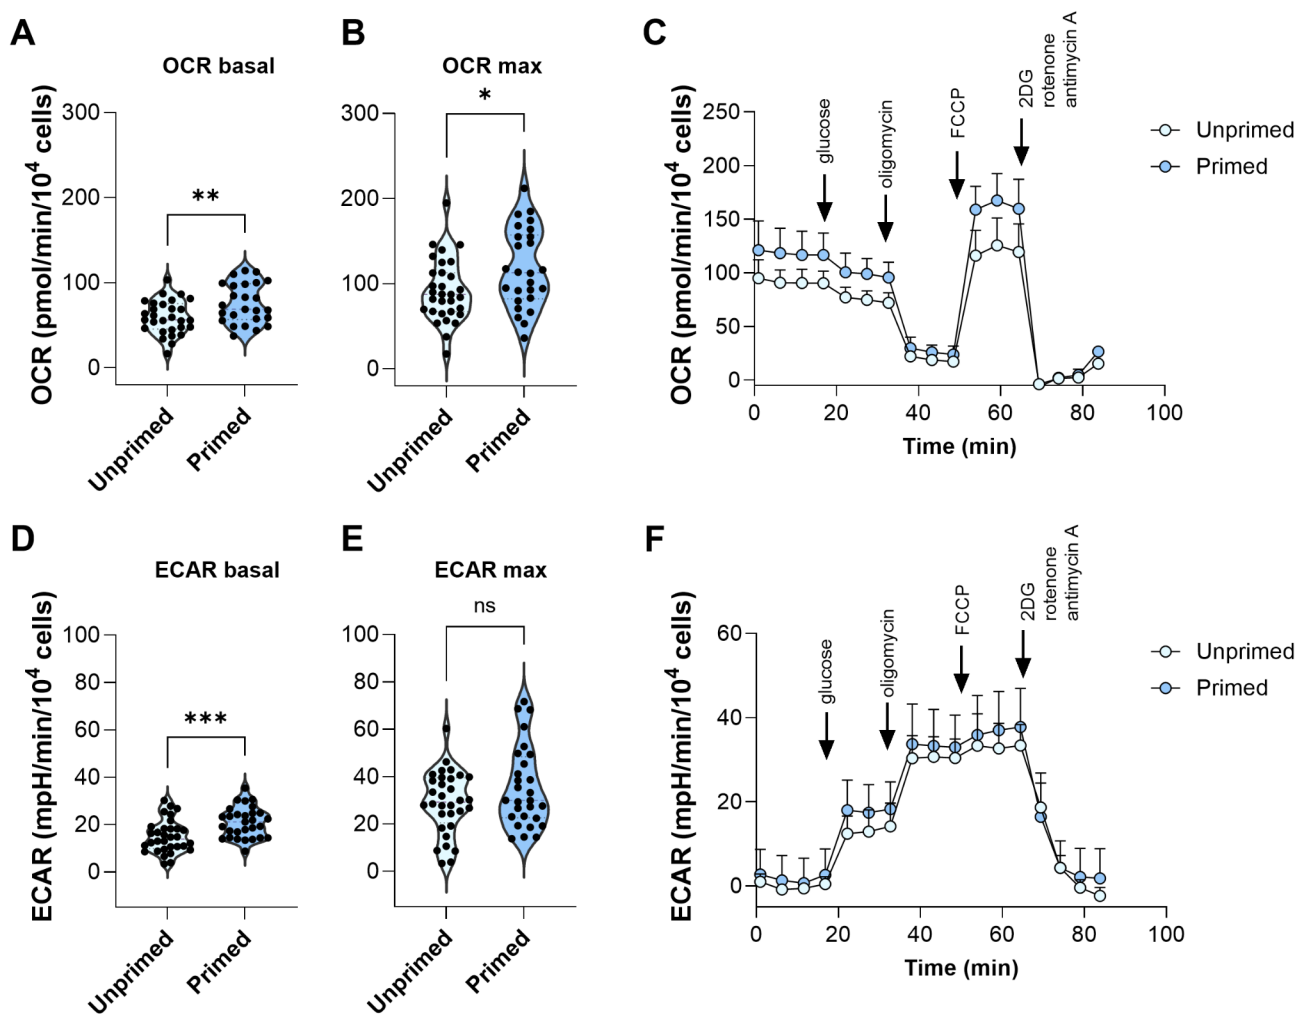 A
OCR basal
OCR (pmol/min/10⁴ cells)
300
200
100
0
**
Unprimed
Primed
B
OCR max
300
200
100
0
*
Unprimed
Primed
C
OCR (pmol/min/10⁴ cells)
250
200
150
100
50
0
glucose
oligomycin
FCCP
2DG
rotenone
antimycin A
0 20 40 60 80 100
Time (min)
Unprimed
Primed
D
ECAR basal
ECAR (mpH/min/10⁴ cells)
100
80
60
40
20
0
***
Unprimed
Primed
E
ECAR max
100
80
60
40
20
0
ns
Unprimed
Primed
F
ECAR (mpH/min/10⁴ cells)
60
40
20
0
glucose
oligomycin
FCCP
2DG
rotenone
antimycin A
0 20 40 60 80 100
Time (min)
Unprimed
Primed